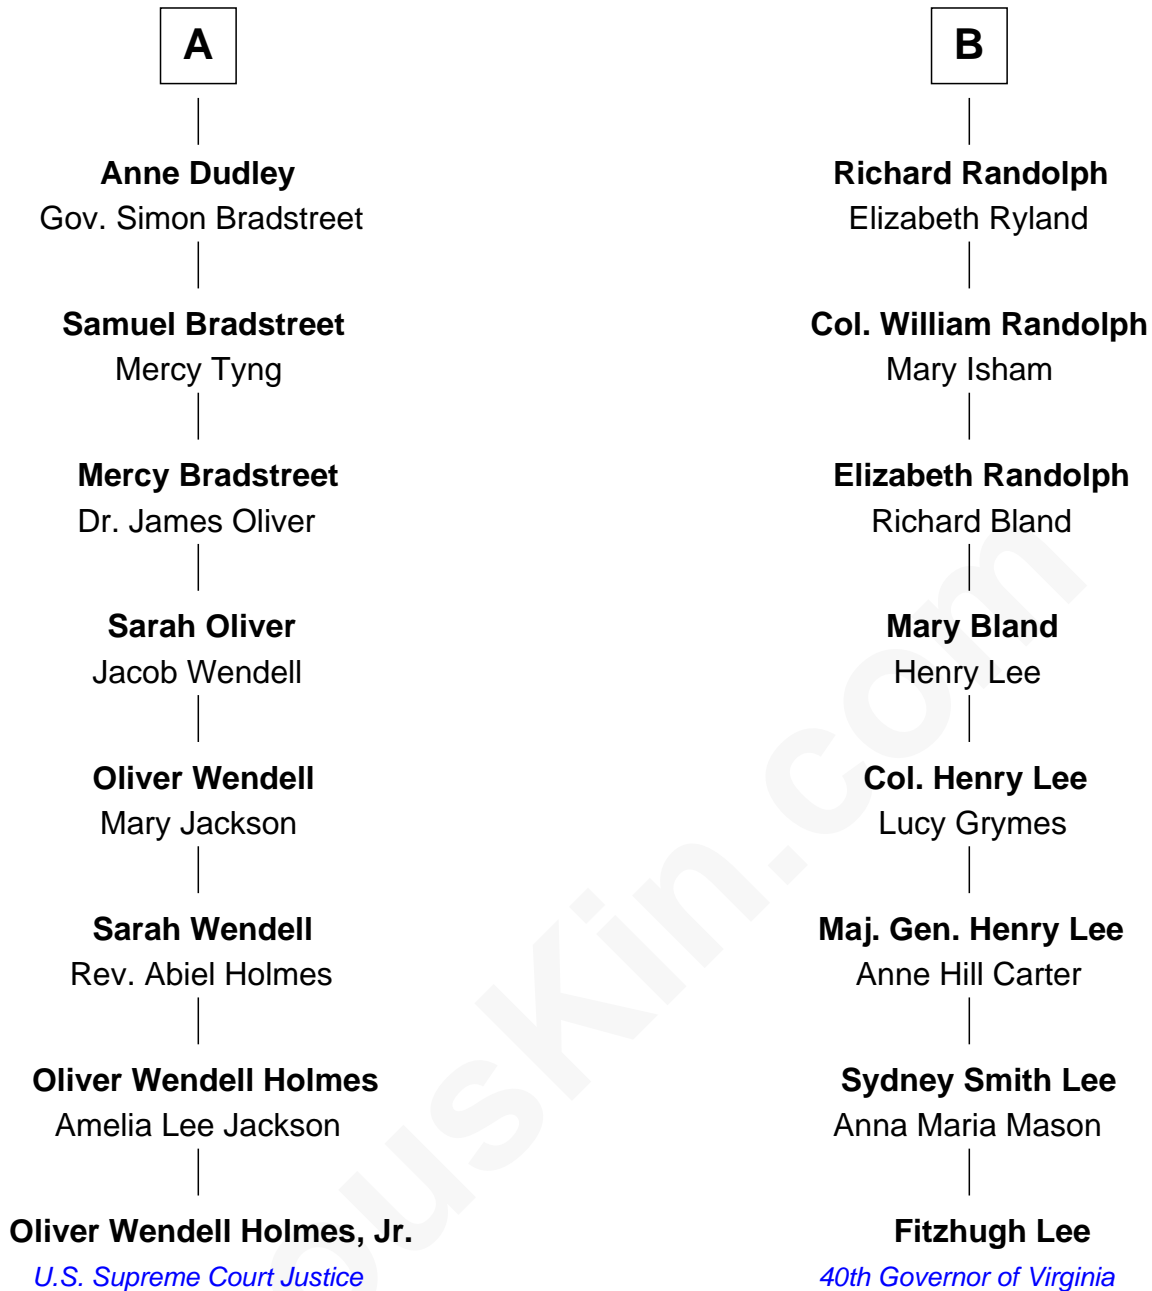 A
Anne Dudley
Gov. Simon Bradstreet
Samuel Bradstreet
Mercy Tyng
Mercy Bradstreet
Dr. James Oliver
Sarah Oliver
Jacob Wendell
Oliver Wendell
Mary Jackson
Sarah Wendell
Rev. Abiel Holmes
Oliver Wendell Holmes
Amelia Lee Jackson
Oliver Wendell Holmes, Jr.
U.S. Supreme Court Justice
B
Richard Randolph
Elizabeth Ryland
Col. William Randolph
Mary Isham
Elizabeth Randolph
Richard Bland
Mary Bland
Henry Lee
Col. Henry Lee
Lucy Grymes
Maj. Gen. Henry Lee
Anne Hill Carter
Sydney Smith Lee
Anna Maria Mason
Fitzhugh Lee
40th Governor of Virginia
ousKin.com